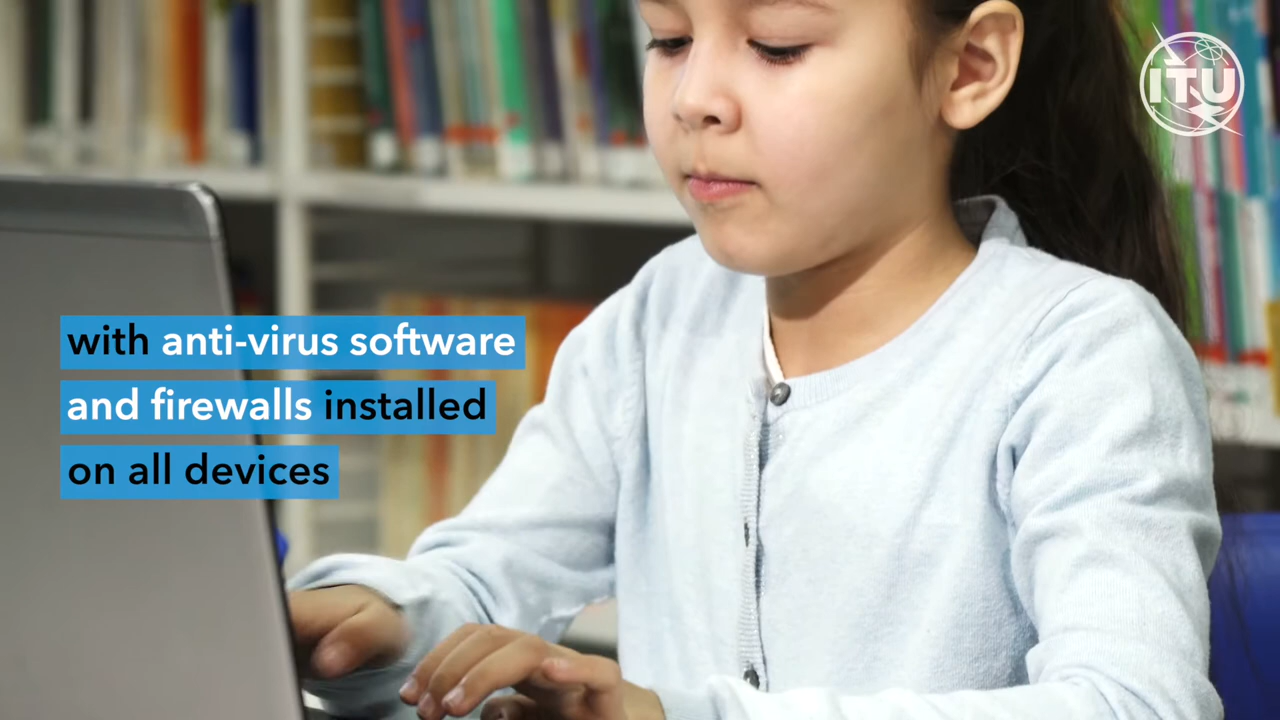 ITU
with anti-virus software
and firewalls installed
on all devices